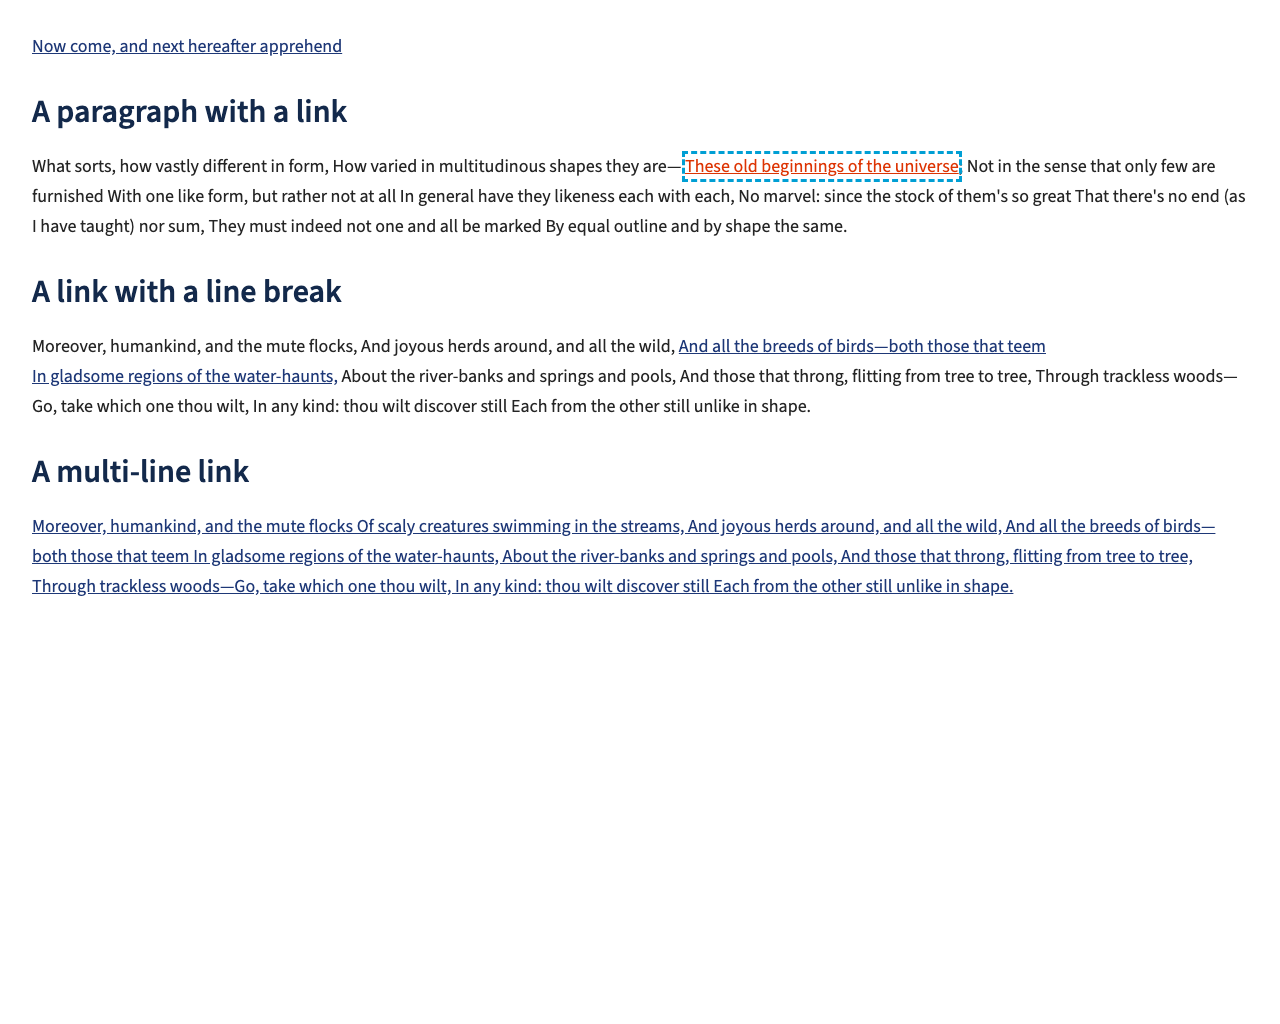 Now come, and next hereafter apprehend
A paragraph with a link
What sorts, how vastly different in form, How varied in multitudinous shapes they are—These old beginnings of the universe; Not in the sense that only few are
furnished With one like form, but rather not at all In general have they likeness each with each, No marvel: since the stock of them's so great That there's no end (as
I have taught) nor sum, They must indeed not one and all be marked By equal outline and by shape the same.
A link with a line break
Moreover, humankind, and the mute flocks, And joyous herds around, and all the wild, And all the breeds of birds—both those that teem
In gladsome regions of the water-haunts, About the river-banks and springs and pools, And those that throng, flitting from tree to tree, Through trackless woods—
Go, take which one thou wilt, In any kind: thou wilt discover still Each from the other still unlike in shape.
A multi-line link
Moreover, humankind, and the mute flocks Of scaly creatures swimming in the streams, And joyous herds around, and all the wild, And all the breeds of birds—
both those that teem In gladsome regions of the water-haunts, About the river-banks and springs and pools, And those that throng, flitting from tree to tree,
Through trackless woods—Go, take which one thou wilt, In any kind: thou wilt discover still Each from the other still unlike in shape.